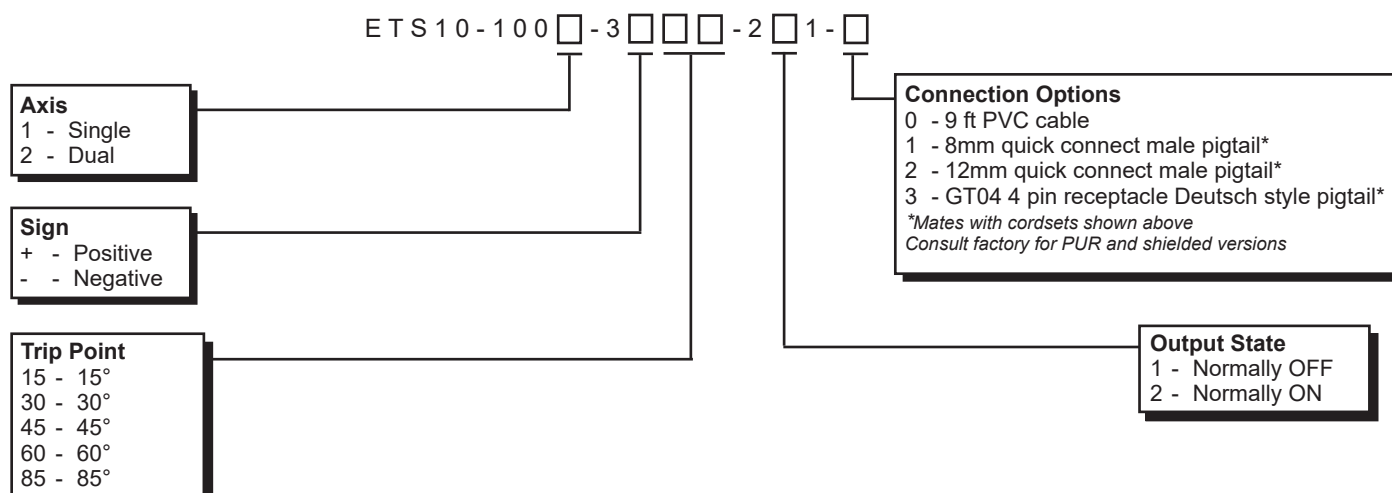 ETS10-100□-3□□□-2□1-□
Axis
1 - Single
2 - Dual
Sign
+ - Positive
- - Negative
Trip Point
15 - 15°
30 - 30°
45 - 45°
60 - 60°
85 - 85°
Connection Options
0 - 9 ft PVC cable
1 - 8mm quick connect male pigtail*
2 - 12mm quick connect male pigtail*
3 - GT04 4 pin receptacle Deutsch style pigtail*
*Mates with cordsets shown above
Consult factory for PUR and shielded versions
Output State
1 - Normally OFF
2 - Normally ON